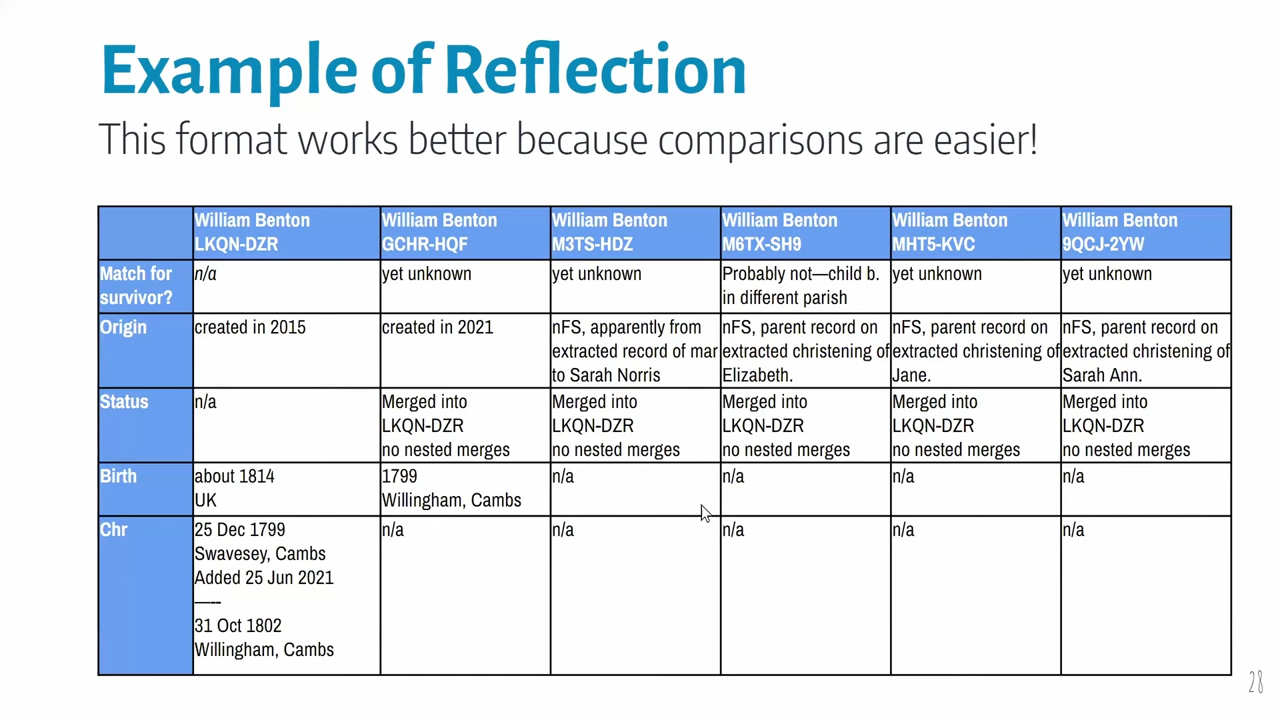 Example of Reflection
This format works better because comparisons are easier!
William Benton
LKQN-DZR
William Benton
GCHR-HQF
William Benton
M3TS-HDZ
William Benton
M6TX-SH9
William Benton
MHT5-KVC
William Benton
9QCJ-2YW
Match for
survivor?
n/a
yet unknown
yet unknown
Probably not—child b.
in different parish
yet unknown
yet unknown
Origin
created in 2015
created in 2021
nFS, apparently from
extracted record of mar
to Sarah Norris
nFS, parent record on
extracted christening of
Elizabeth.
nFS, parent record on
extracted christening of
Jane.
nFS, parent record on
extracted christening of
Sarah Ann.
Status
n/a
Merged into
LKQN-DZR
no nested merges
Merged into
LKQN-DZR
no nested merges
Merged into
LKQN-DZR
no nested merges
Merged into
LKQN-DZR
no nested merges
Merged into
LKQN-DZR
no nested merges
Birth
about 1814
UK
1799
Willingham, Cambs
n/a
n/a
n/a
n/a
Chr
25 Dec 1799
Swavesey, Cambs
Added 25 Jun 2021
—--
31 Oct 1802
Willingham, Cambs
n/a
n/a
n/a
n/a
n/a
28